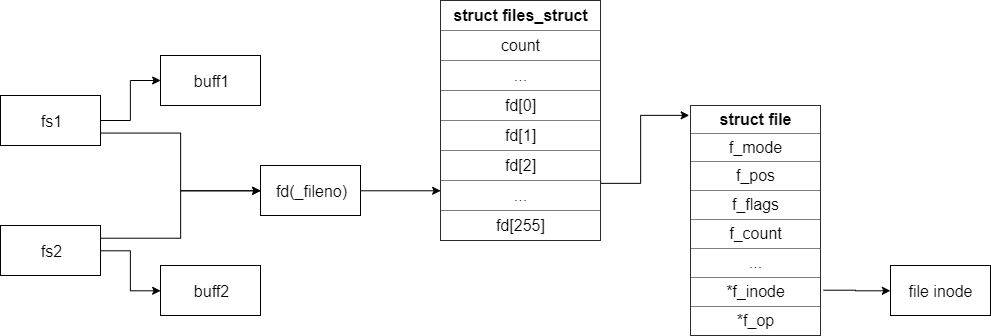 fs1
buff1
fs2
buff2
fd(_fileno)
struct files_struct
count
...
fd[0]
fd[1]
fd[2]
...
fd[255]
struct file
f_mode
f_pos
f_flags
f_count
...
*f_inode
*f_op
file inode